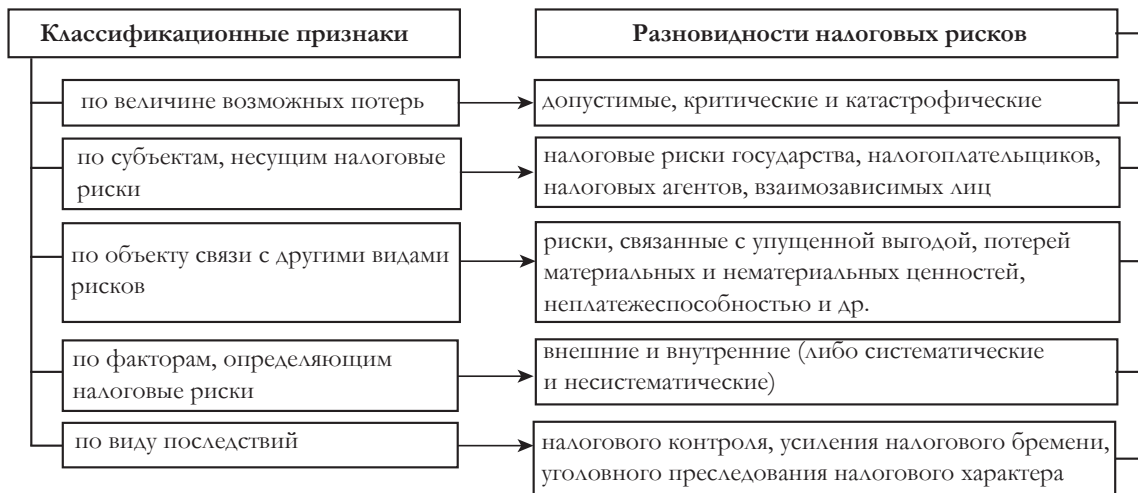 Классификационные признаки
Разновидности налоговых рисков
по величине возможных потерь
допустимые, критические и катастрофические
по субъектам, несущим налоговые
риски
налоговые риски государства, налогоплательщиков,
налоговых агентов, взаимозависимых лиц
по объекту связи с другими видами
рисков
риски, связанные с упущенной выгодой, потерей
материальных и нематериальных ценностей,
неплатежеспособностью и др.
по факторам, определяющим
налоговые риски
внешние и внутренние (либо систематические
и несистематические)
по виду последствий
налогового контроля, усиления налогового бремени,
уголовного преследования налогового характера